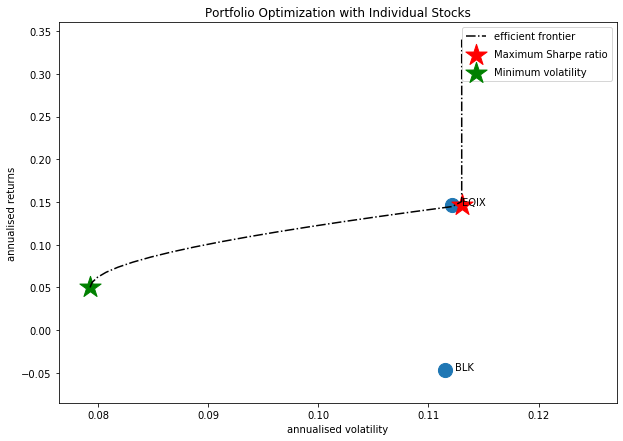 Portfolio Optimization with Individual Stocks
efficient frontier
Maximum Sharpe ratio
Minimum volatility
annualised returns
0.35
0.30
0.25
0.20
0.15
0.10
0.05
0.00
−0.05
EQIX
BLK
0.08
0.09
0.10
0.11
0.12
annualised volatility